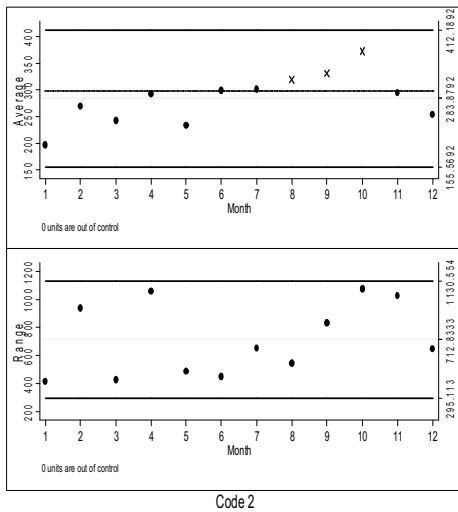 Average
150 200 250 300 350 400
155.5692 283.8792 412.1892
1 2 3 4 5 6 7 8 9 10 11 12
Month
0 units are out of control
Range
200 400 600 800 1000 1200
295.113 712.8333 1130.554
1 2 3 4 5 6 7 8 9 10 11 12
Month
0 units are out of control
Code 2